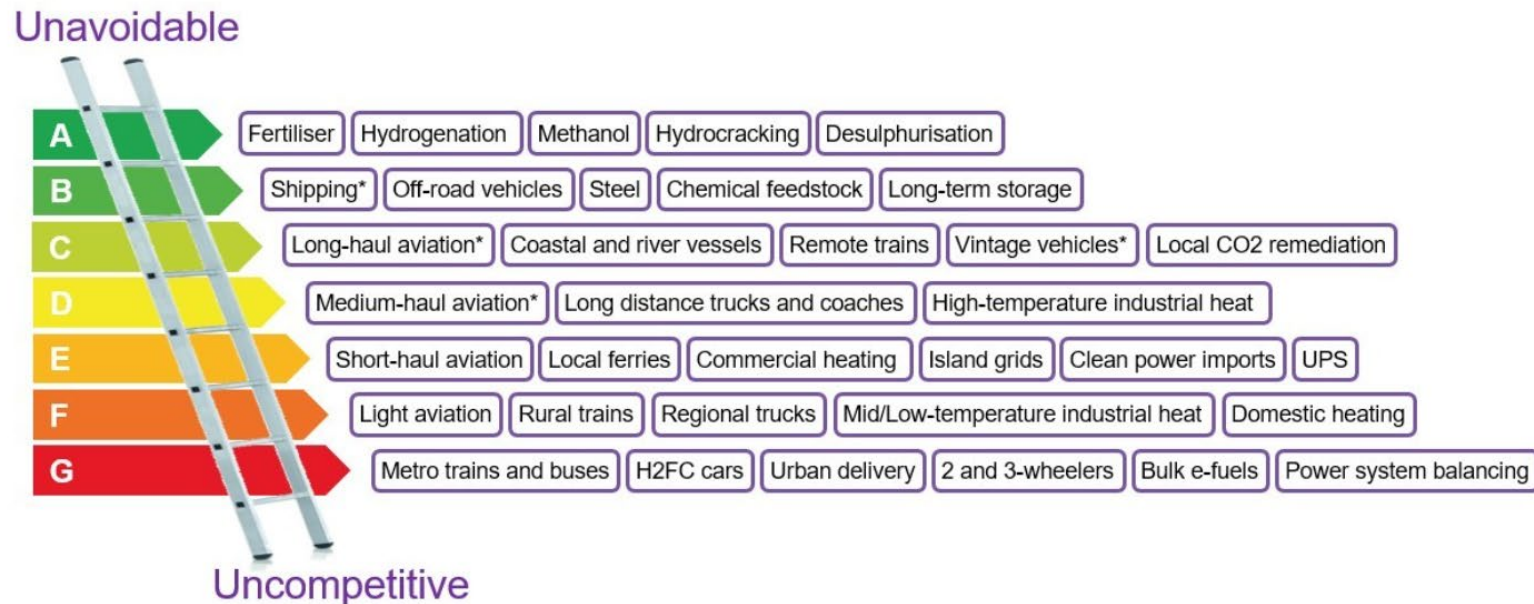 Unavoidable
A Fertiliser Hydrogenation Methanol Hydrocracking Desulphurisation
B Shipping* Off-road vehicles Steel Chemical feedstock Long-term storage
C Long-haul aviation* Coastal and river vessels Remote trains Vintage vehicles* Local CO2 remediation
D Medium-haul aviation* Long distance trucks and coaches High-temperature industrial heat
E Short-haul aviation Local ferries Commercial heating Island grids Clean power imports UPS
F Light aviation Rural trains Regional trucks Mid/Low-temperature industrial heat Domestic heating
G Metro trains and buses H2FC cars Urban delivery 2 and 3-wheelers Bulk e-fuels Power system balancing
Uncompetitive